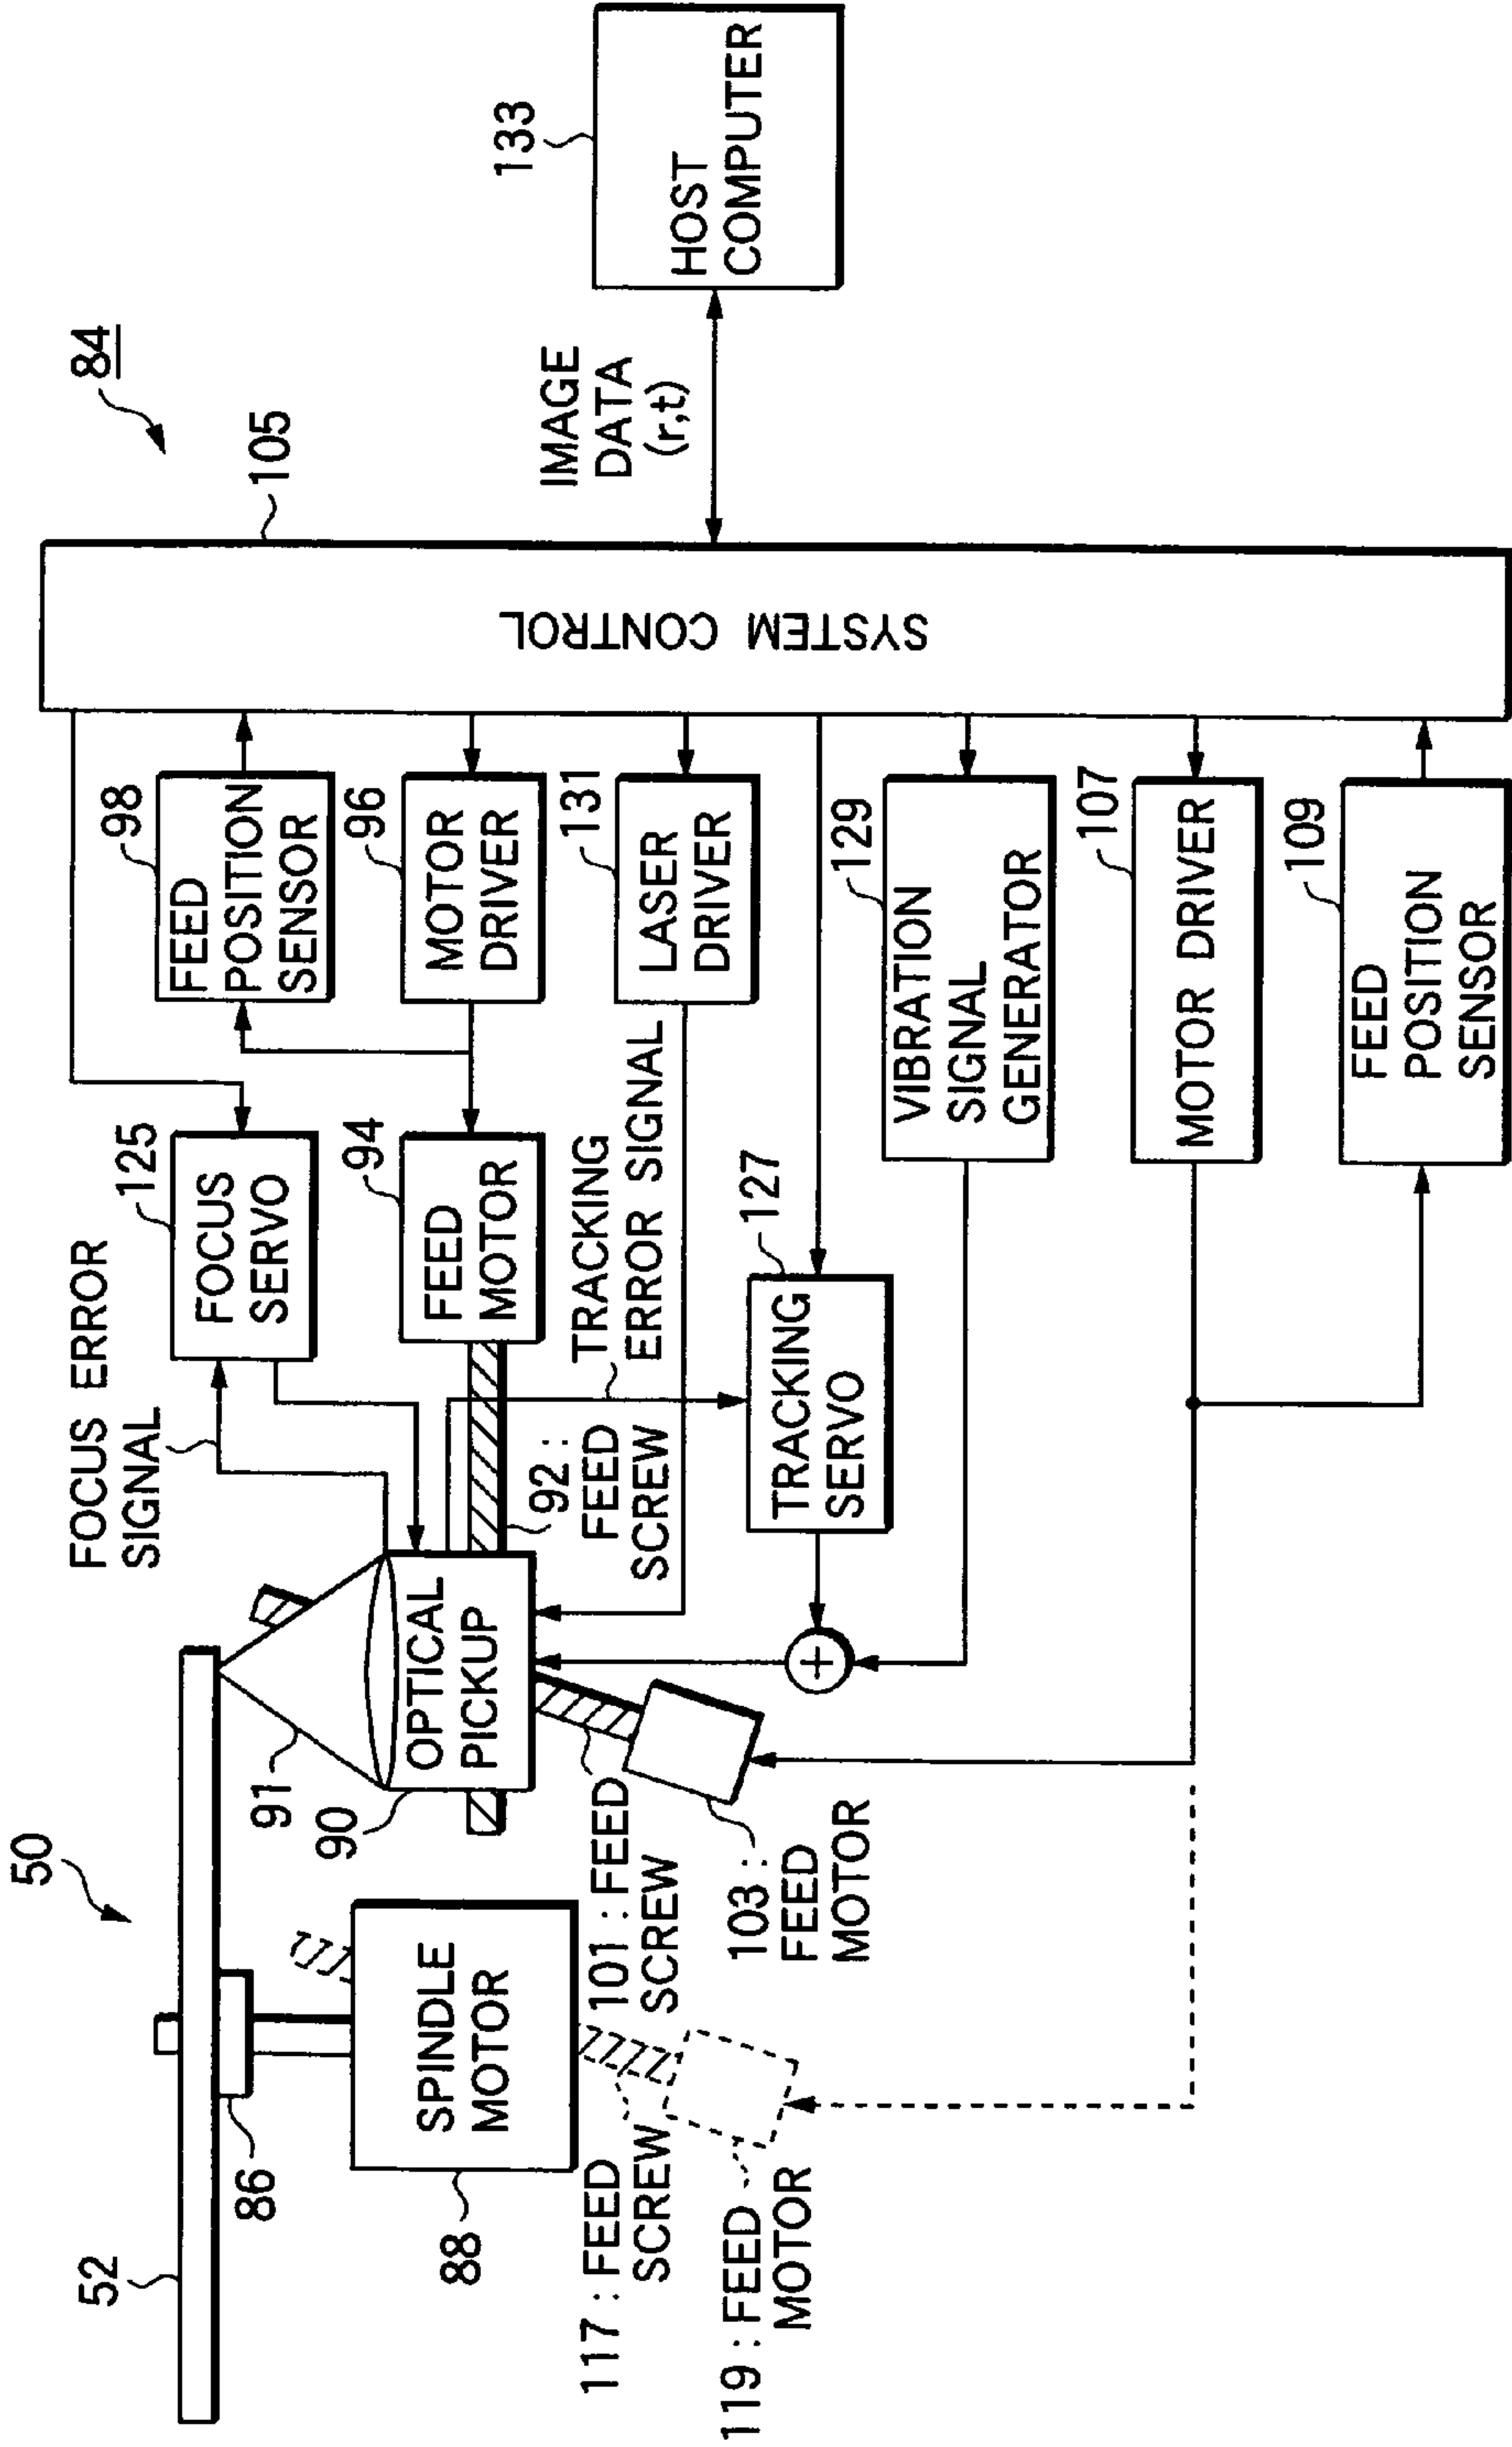 84
50
52
86
88
SPINDLE
MOTOR
117 : FEED
SCREW
119 : FEED
MOTOR
91
90
OPTICAL
PICKUP
101 : FEED
SCREW
103 :
FEED
MOTOR
FOCUS ERROR
SIGNAL
125
FOCUS
SERVO
94
FEED
MOTOR
92 :
FEED
SCREW
TRACKING
ERROR SIGNAL
127
TRACKING
SERVO
98
FEED
POSITION
SENSOR
96
MOTOR
DRIVER
131
LASER
DRIVER
129
VIBRATION
SIGNAL
GENERATOR
107
MOTOR DRIVER
109
FEED
POSITION
SENSOR
105
SYSTEM CONTROL
IMAGE
DATA
(r,t)
133
HOST
COMPUTER